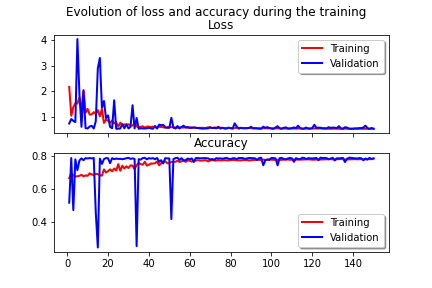 Evolution of loss and accuracy during the training
Loss
4
3
2
1
Training
Validation
Accuracy
0.8
0.6
0.4
Training
Validation
0 20 40 60 80 100 120 140